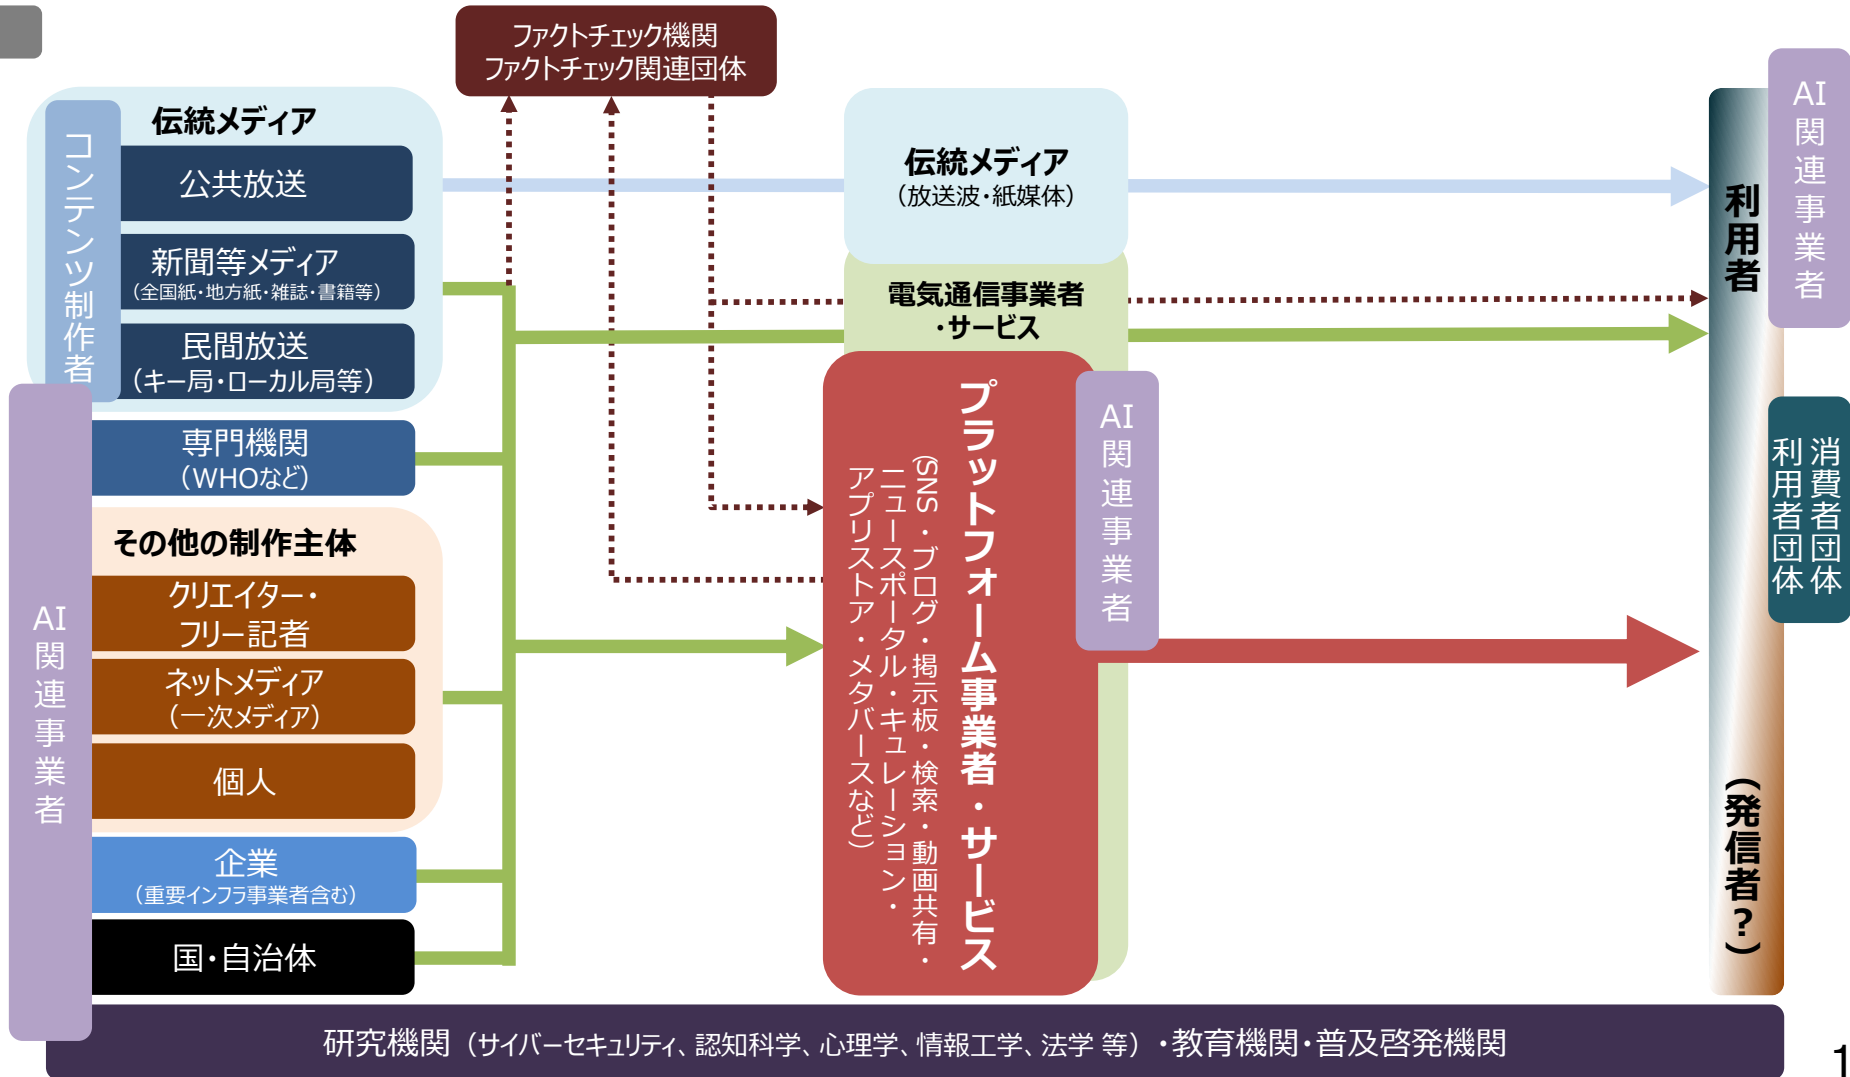 ファクトチェック機関
ファクトチェック関連団体
伝統メディア
コンテンツ制作者
公共放送
新聞等メディア
（全国紙・地方紙・雑誌・書籍等）
民間放送
（キー局・ローカル局等）
専門機関
（WHOなど）
その他の制作主体
クリエイター・
フリー記者
ネットメディア
（一次メディア）
個人
企業
（重要インフラ事業者含む）
国・自治体
AI関連事業者
伝統メディア
（放送波・紙媒体）
電気通信事業者
・サービス
プラットフォーム事業者・サービス
(SNS・ブログ・掲示板・検索・動画共有・
ニュースポータル・キュレーション・
アプリストア・メタバースなど)
AI関連事業者
利用者
（発信者？）
AI関連事業者
消費者団体
利用者団体
研究機関（サイバーセキュリティ、認知科学、心理学、情報工学、法学 等）・教育機関・普及啓発機関
1